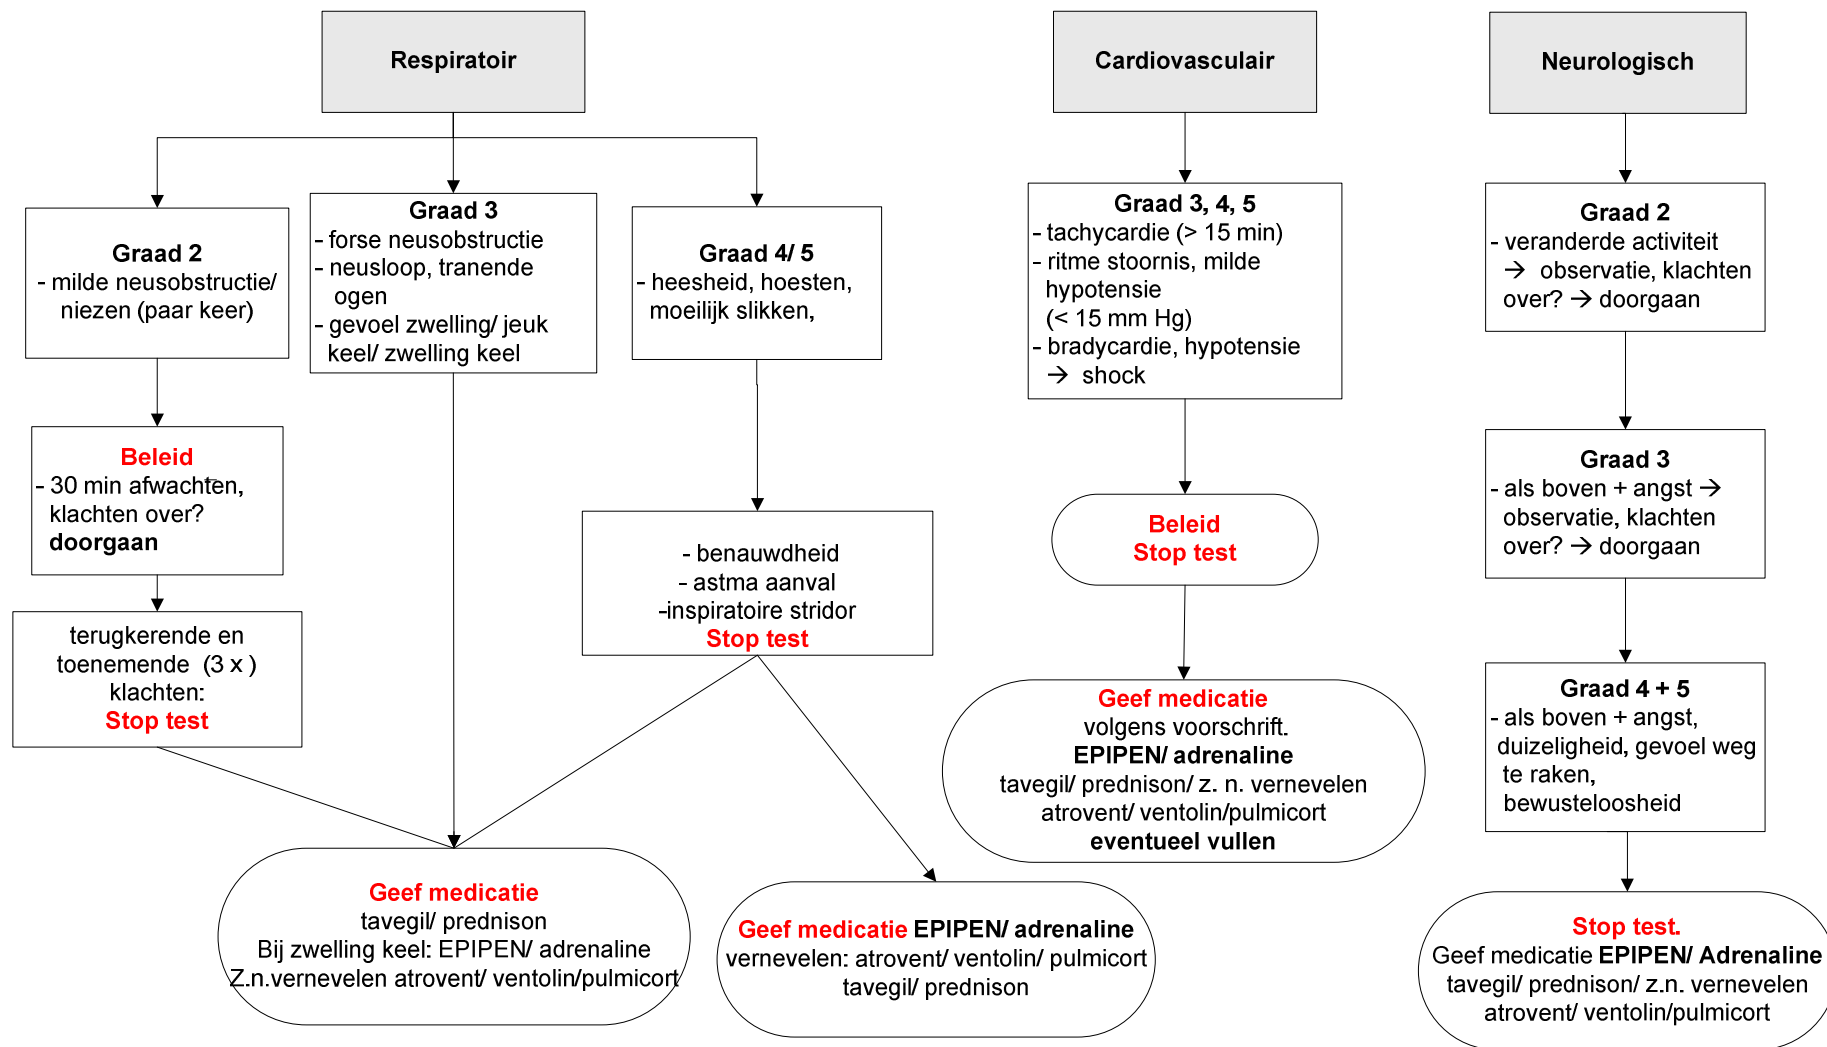 Respiratoir
Graad 2
- milde neusobstructie/
niezen (paar keer)
Beleid
- 30 min afwachten,
klachten over?
doorgaan
terugkerende en
toenemende (3 x )
klachten:
Stop test
Graad 3
- forse neusobstructie
- neusloop, tranende
ogen
- gevoel zwelling/ jeuk
keel/ zwelling keel
Graad 4/ 5
- heesheid, hoesten,
moeilijk slikken,
- benauwdheid
- astma aanval
-inspiratoire stridor
Stop test
Geef medicatie
tavegil/ prednison
Bij zwelling keel: EPIPEN/ adrenaline
Z.n.vernevelen atrovent/ ventolin/pulmicort
Geef medicatie EPIPEN/ adrenaline
vernevelen: atrovent/ ventolin/ pulmicort
tavegil/ prednison
Cardiovasculair
Graad 3, 4, 5
- tachycardie (> 15 min)
- ritme stoornis, milde
hypotensie
(< 15 mm Hg)
- bradycardie, hypotensie
→ shock
Beleid
Stop test
Geef medicatie
volgens voorschrift.
EPIPEN/ adrenaline
tavegil/ prednison/ z. n. vernevelen
atrovent/ ventolin/pulmicort
eventueel vullen
Neurologisch
Graad 2
- veranderde activiteit
→ observatie, klachten
over? → doorgaan
Graad 3
- als boven + angst →
observatie, klachten
over? → doorgaan
Graad 4 + 5
- als boven + angst,
duizeligheid, gevoel weg
te raken,
bewusteloosheid
Stop test.
Geef medicatie EPIPEN/ Adrenaline
tavegil/ prednison/ z.n. vernevelen
atrovent/ ventolin/pulmicort